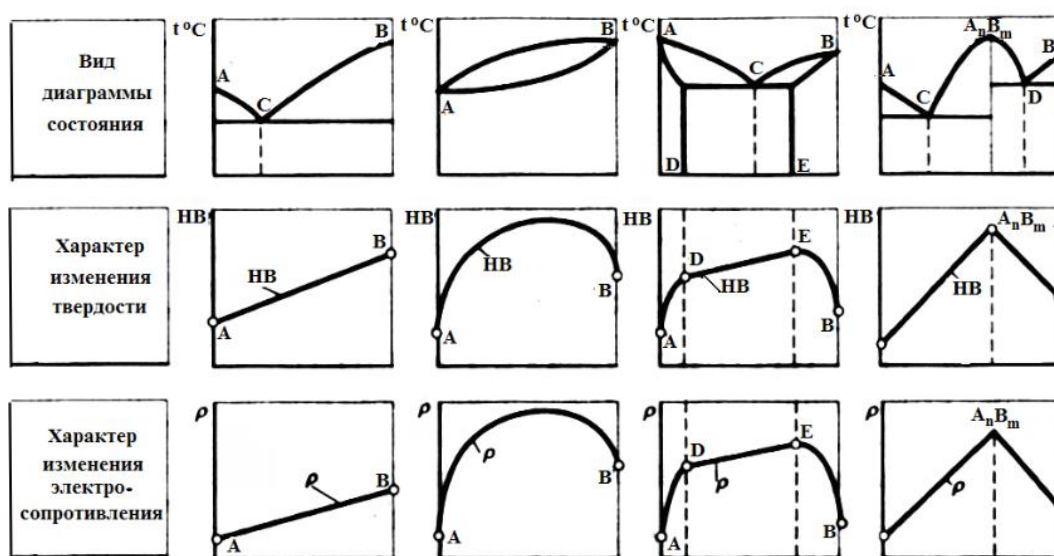 Вид
диаграммы
состояния
t °C
A
C
B
t °C
A
B
t °C
A
C
B
D
E
t °C
A
C
AnBm
D
B
Характер
изменения
твердости
HB
A
HB
B
HB
A
HB
B
HB
A
D
HB
E
B
HB
HB
AnBm
Характер
изменения
электро-
сопротивления
ρ
A
ρ
B
ρ
A
ρ
B
ρ
A
D
ρ
E
B
ρ
ρ
AnBm